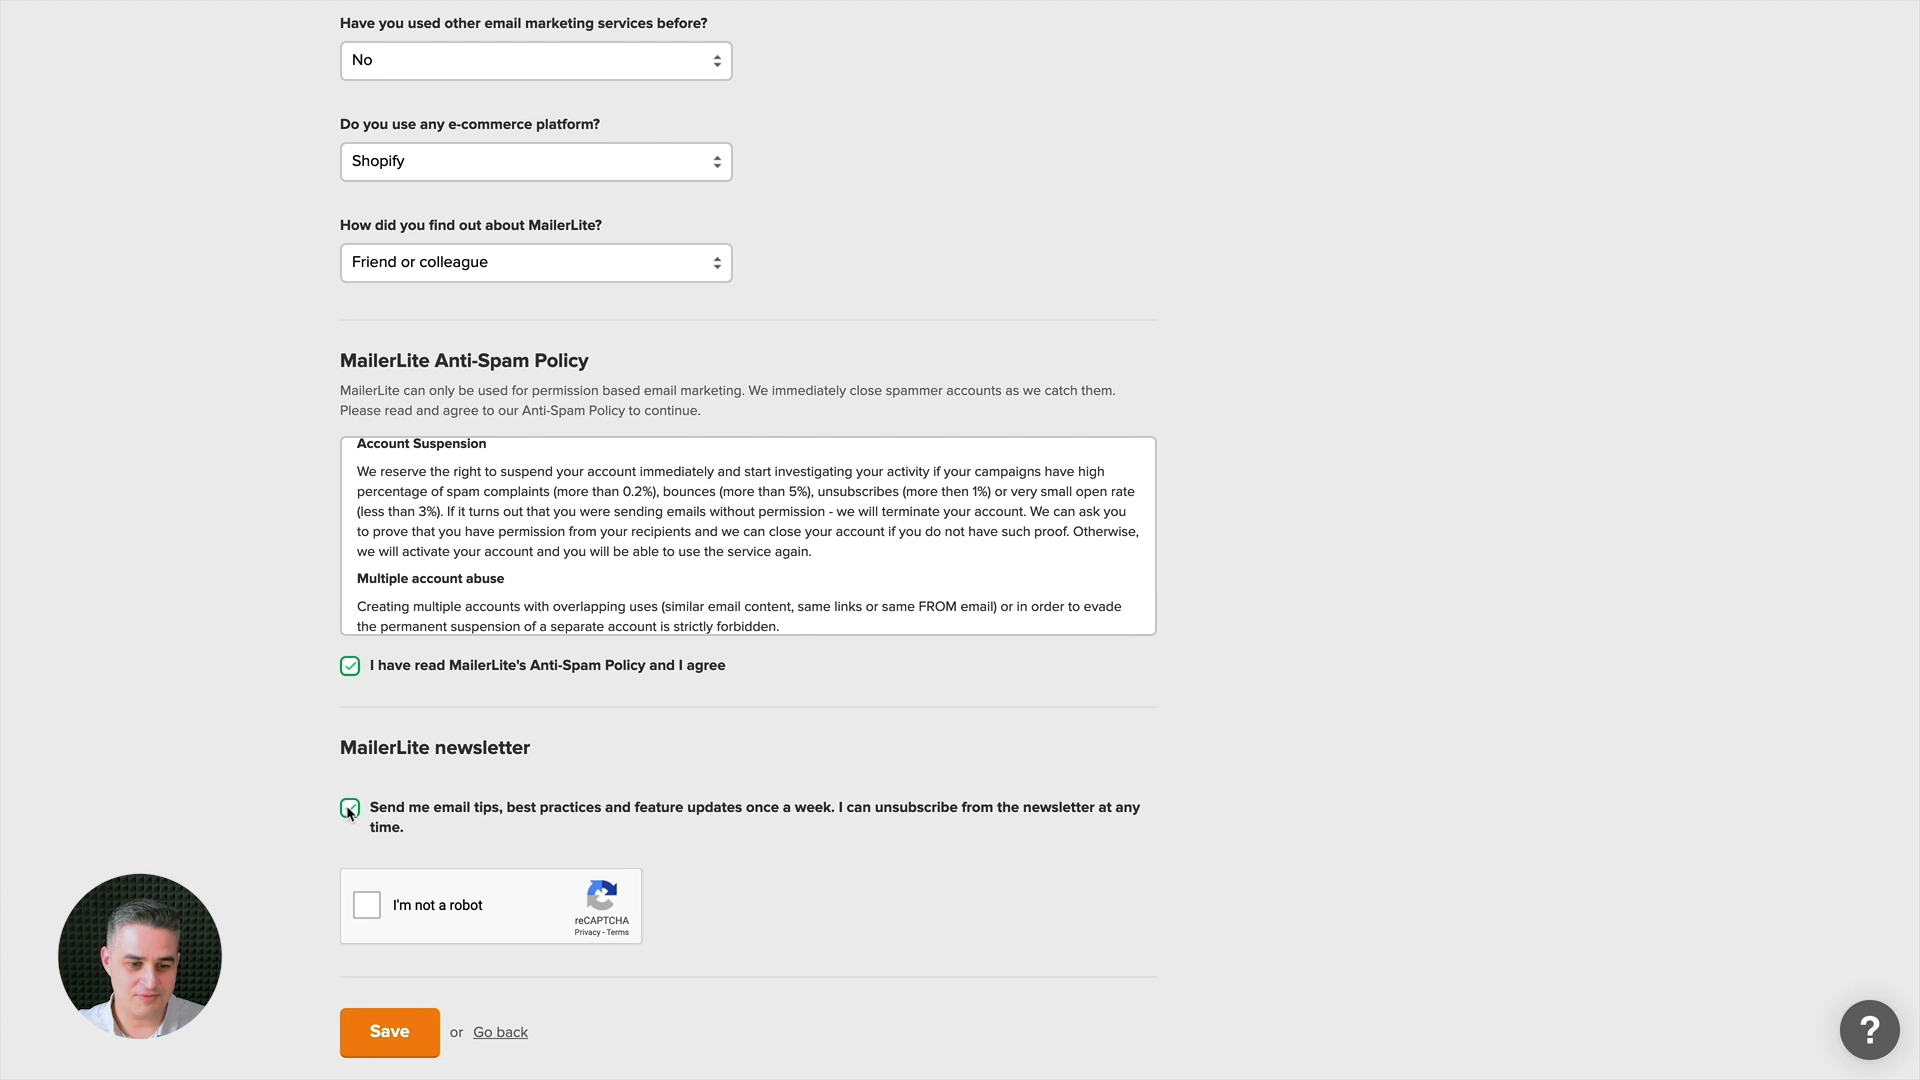 Have you used other email marketing services before?
No
Do you use any e-commerce platform?
Shopify
How did you find out about MailerLite?
Friend or colleague
MailerLite Anti-Spam Policy
MailerLite can only be used for permission based email marketing. We immediately close spammer accounts as we catch them.
Please read and agree to our Anti-Spam Policy to continue.
Account Suspension
We reserve the right to suspend your account immediately and start investigating your activity if your campaigns have high
percentage of spam complaints (more than 0.2%), bounces (more than 5%), unsubscribes (more then 1%) or very small open rate
(less than 3%). If it turns out that you were sending emails without permission - we will terminate your account. We can ask you
to prove that you have permission from your recipients and we can close your account if you do not have such proof. Otherwise,
we will activate your account and you will be able to use the service again.
Multiple account abuse
Creating multiple accounts with overlapping uses (similar email content, same links or same FROM email) or in order to evade
the permanent suspension of a separate account is strictly forbidden.
I have read MailerLite's Anti-Spam Policy and I agree
MailerLite newsletter
Send me email tips, best practices and feature updates once a week. I can unsubscribe from the newsletter at any
time.
I'm not a robot
reCAPTCHA
Privacy - Terms
Save or Go back
?